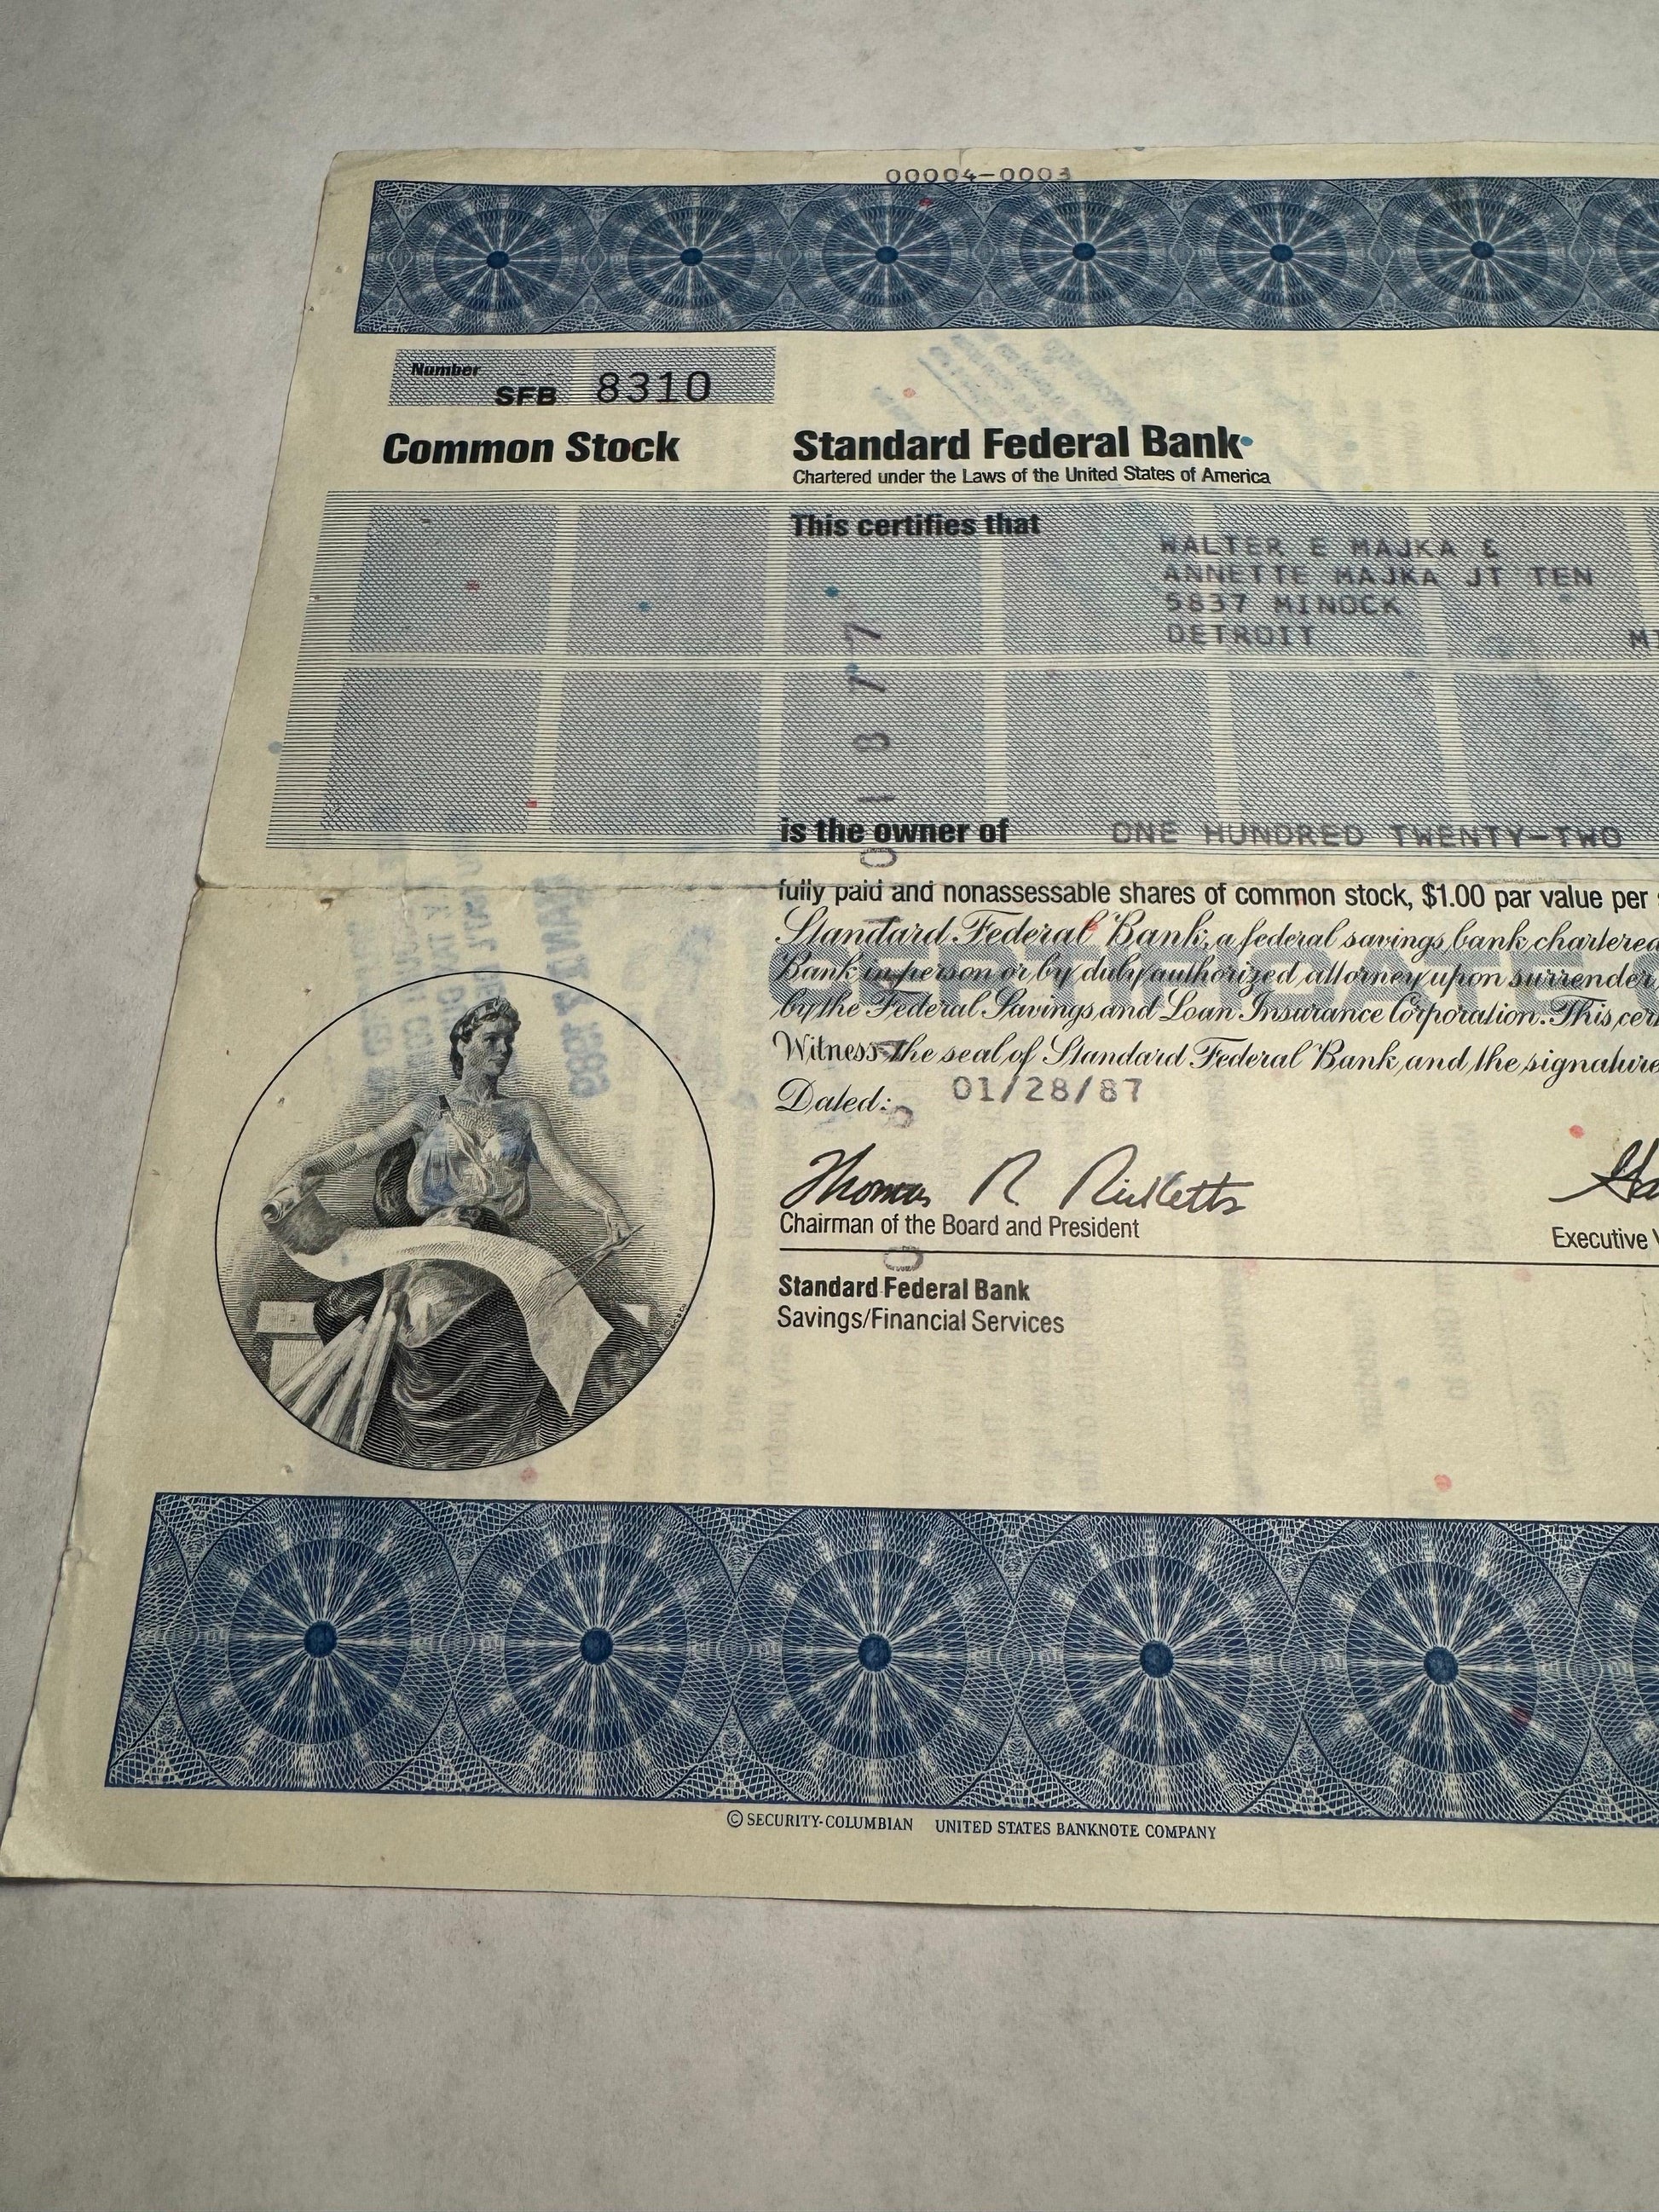 00004-0003
Number
SFB 8310
Common Stock
Standard Federal Bank
Chartered under the Laws of the United States of America
This certifies that
WALTER E MAJKA &
ANNETTE MAJKA JT TEN
5837 MINOCK
DETROIT MI
is the owner of ONE HUNDRED TWENTY-TWO
fully paid and nonassessable shares of common stock, $1.00 par value per
Standard Federal Bank, a federal savings bank chartered
Bank in person or by duly authorized attorney upon surrender
by the Federal Savings and Loan Insurance Corporation. This
Witness the seal of Standard Federal Bank, and the
Dated: 01/28/87
Thomas R Ricketts
Chairman of the Board and President
Executive
Standard Federal Bank
Savings/Financial Services
© SECURITY-COLUMBIAN UNITED STATES BANKNOTE COMPANY